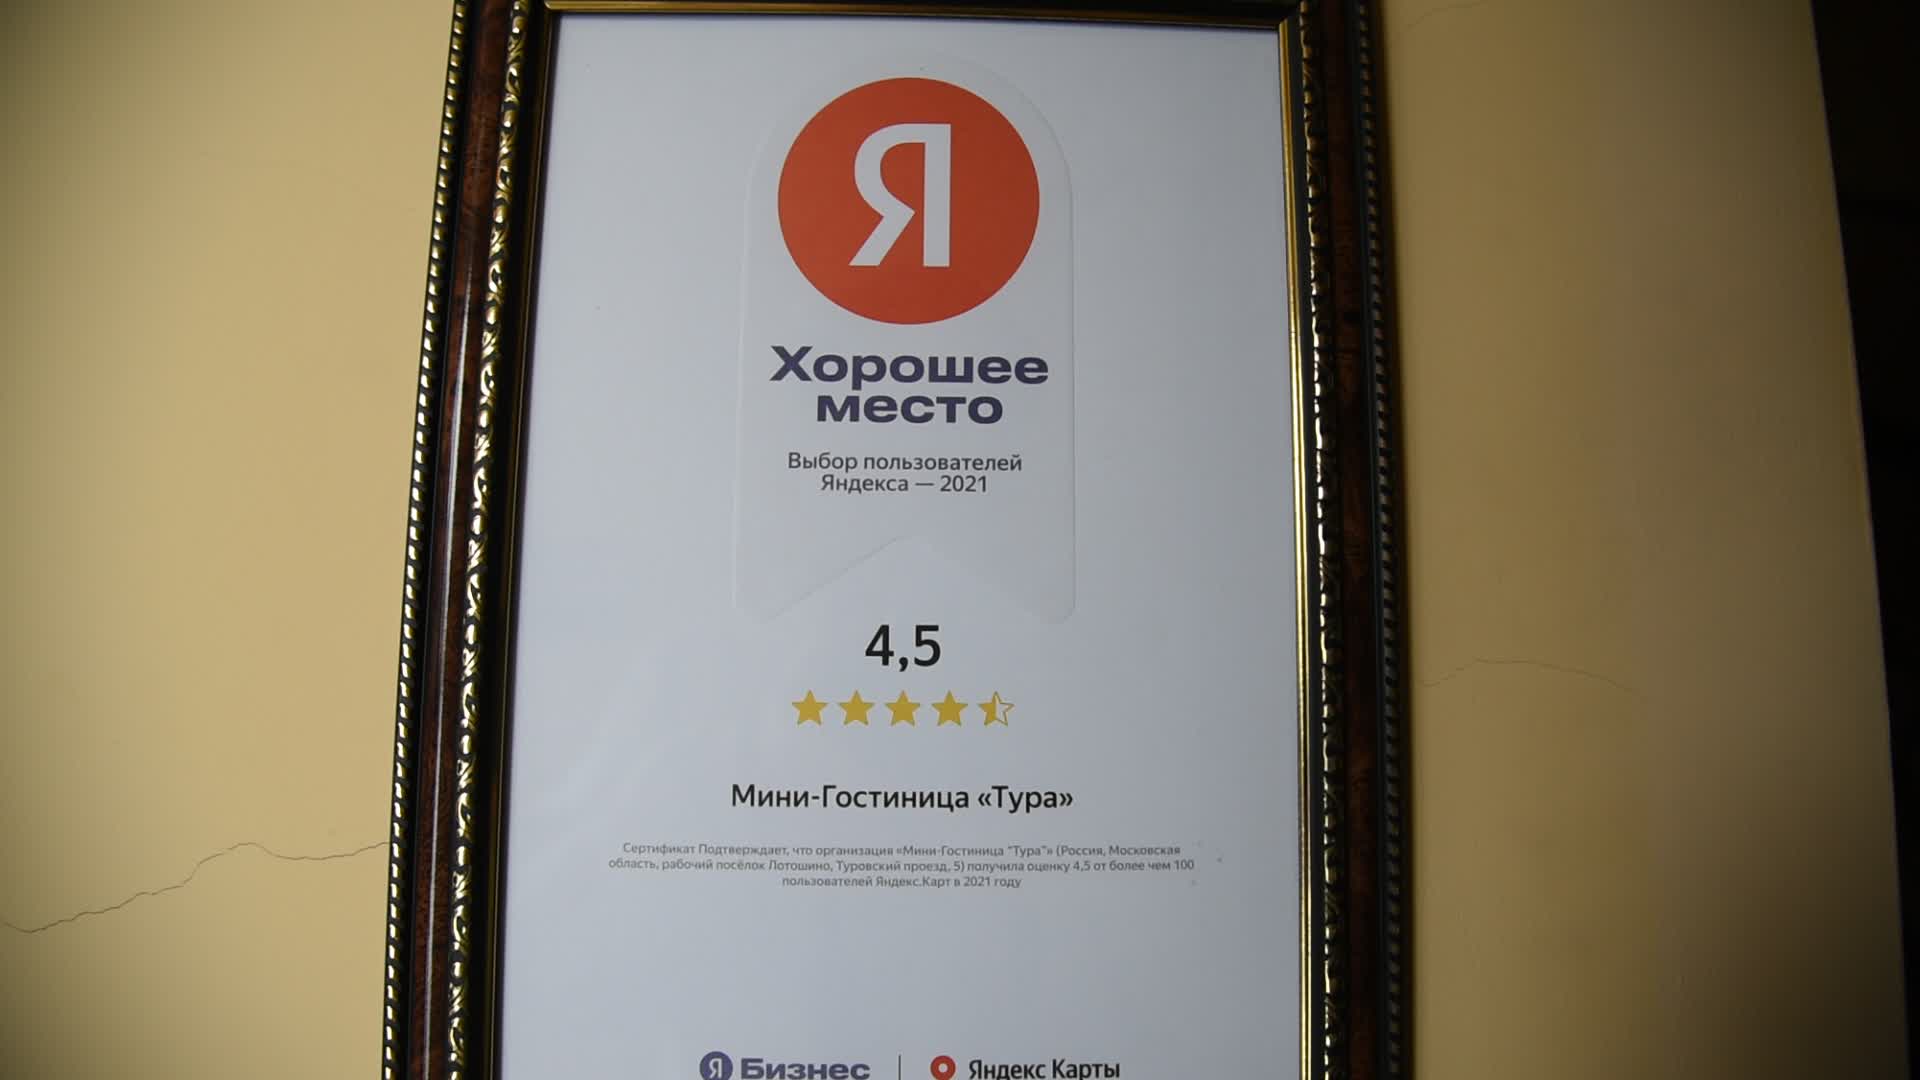 Я
Хорошее
место
Выбор пользователей
Яндекса — 2021
4,5
Мини-Гостиница «Тура»
Сертификат Подтверждает, что организация «Мини-Гостиница "Тура"» (Россия, Московская
область, рабочий посёлок Лотошино, Туровский проезд, 5) получила оценку 4,5 от более чем 100
пользователей Яндекс.Карт в 2021 году
Я Бизнес | Яндекс Карты